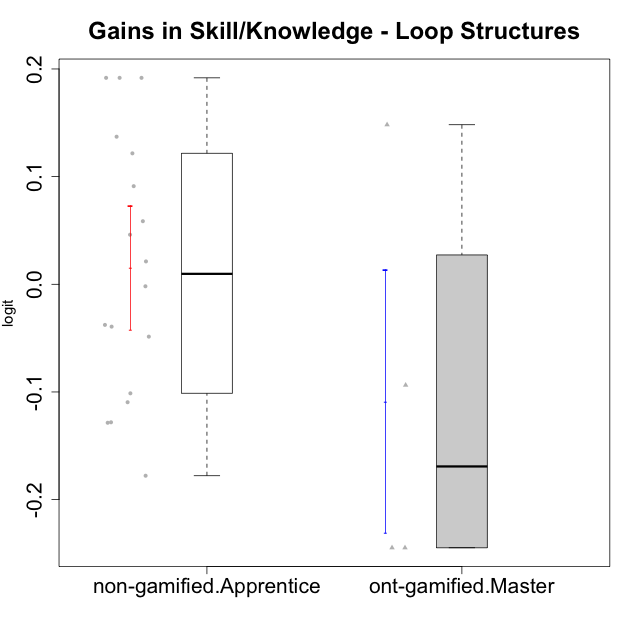 Gains in Skill/Knowledge - Loop Structures
0.2
0.1
0.0
-0.1
-0.2
logit
non-gamified.Apprentice
ont-gamified.Master